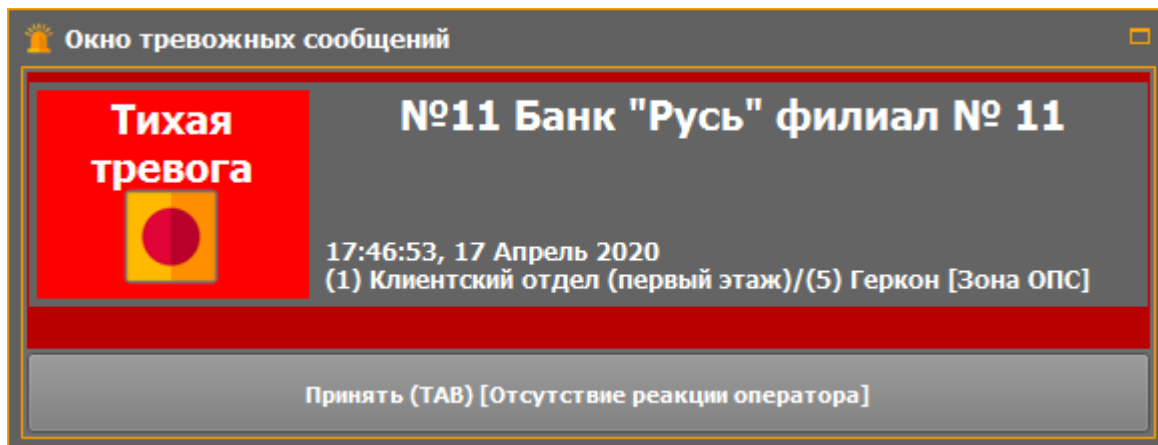 Окно тревожных сообщений
Тихая
тревога
№11 Банк "Русь" филиал № 11
17:46:53, 17 Апрель 2020
(1) Клиентский отдел (первый этаж)/(5) Геркон [Зона ОПС]
Принять (TAB) [Отсутствие реакции оператора]